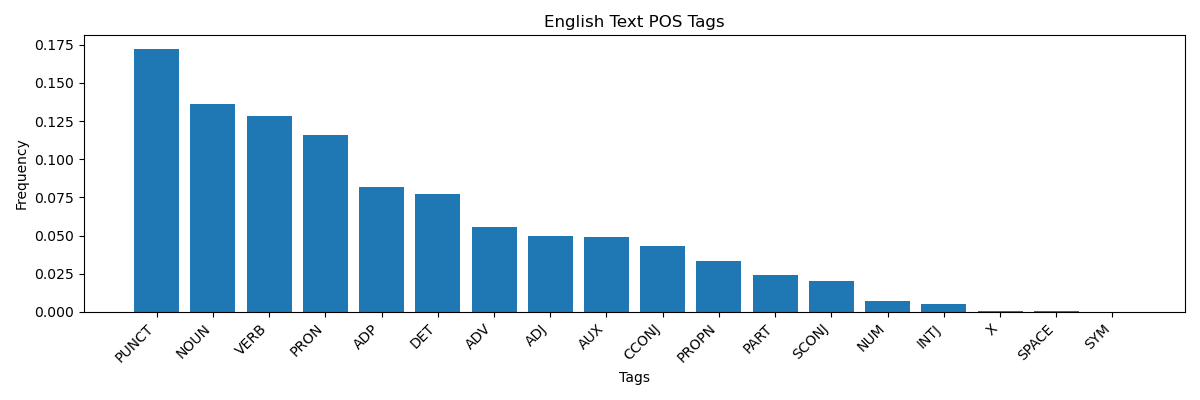 English Text POS Tags
Frequency
0.175
0.150
0.125
0.100
0.075
0.050
0.025
0.000
PUNCT
NOUN
VERB
PRON
ADP
DET
ADV
ADJ
AUX
CCONJ
PROPN
PART
SCONJ
NUM
INTJ
X
SPACE
SYM
Tags